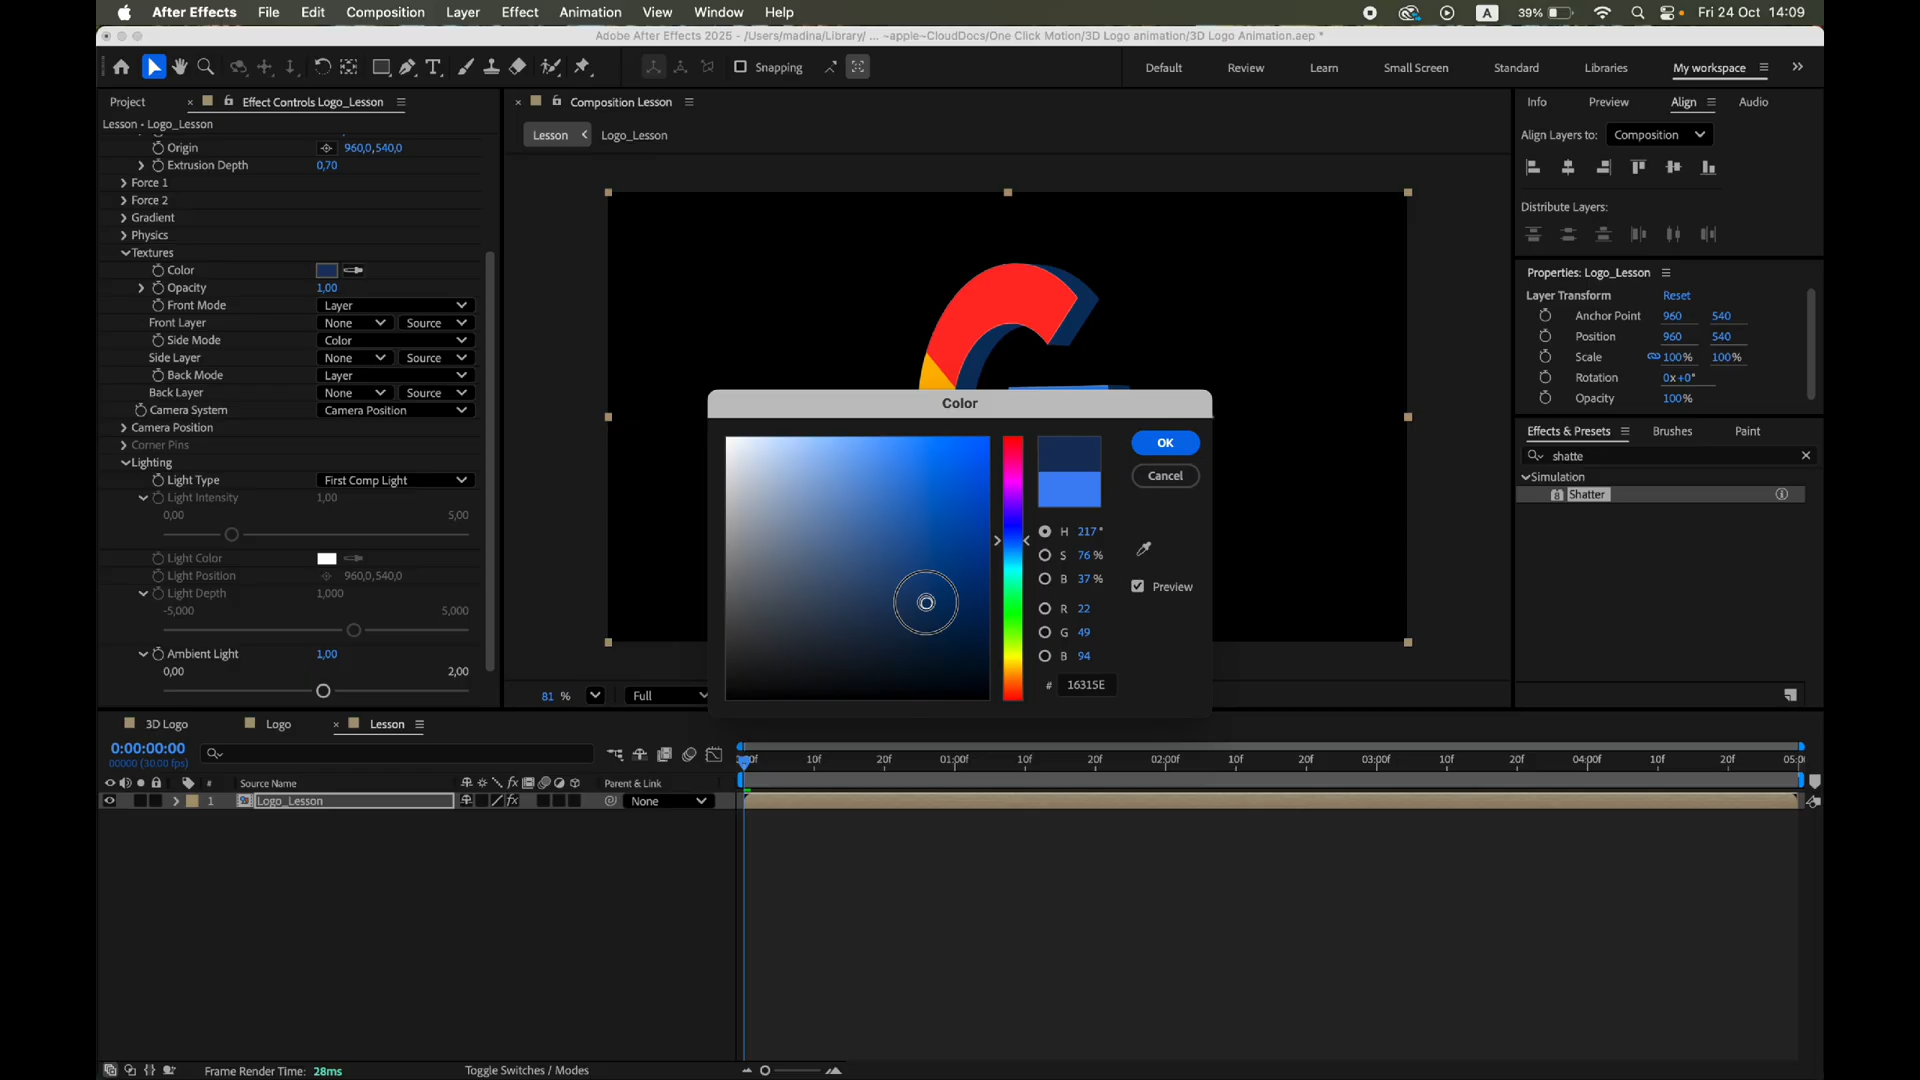 After Effects File Edit Composition Layer Effect Animation View Window Help A 39% Fri 24 Oct 14:09
Adobe After Effects 2025 - /Users/madina/Library/ ... ~apple~CloudDocs/One Click Motion/3D Logo animation/3D Logo Animation.aep *
Snapping Default Review Learn Small Screen Standard Libraries My workspace
Project Effect Controls Logo_Lesson Composition Lesson Info Preview Align Audio
Lesson - Logo_Lesson
Lesson Logo_Lesson
Align Layers to: Composition
Origin 960,0,540,0
Extrusion Depth 0,70
Force 1
Force 2
Gradient
Physics
Textures
Color
Opacity 1,00
Front Mode Layer
Front Layer None Source
Side Mode Color
Side Layer None Source
Back Mode Layer
Back Layer None Source
Camera System Camera Position
Camera Position
Corner Pins
Lighting
Light Type First Comp Light
Light Intensity 1,00
0,00 5,00
Light Color
Light Position 960,0,540,0
Light Depth 1,000
-5,000 5,000
Ambient Light 1,00
0,00 2,00
Color
OK
Cancel
H 217 °
S 76 %
B 37 %
Preview
R 22
G 49
B 94
# 16315E
81 % Full
Distribute Layers:
Properties: Logo_Lesson
Layer Transform Reset
Anchor Point 960 540
Position 960 540
Scale 100% 100%
Rotation 0x+0°
Opacity 100%
Effects & Presets Brushes Paint
shatte
Simulation
8 Shatter
3D Logo Logo Lesson
0:00:00:00
00000 (30.00 fps)
10f 20f 01:00f 10f 20f 02:00f 10f 20f 03:00f 10f 20f 04:00f 10f 20f
# Source Name fx Parent & Link
1 Logo_Lesson fx None
Frame Render Time: 28ms Toggle Switches / Modes